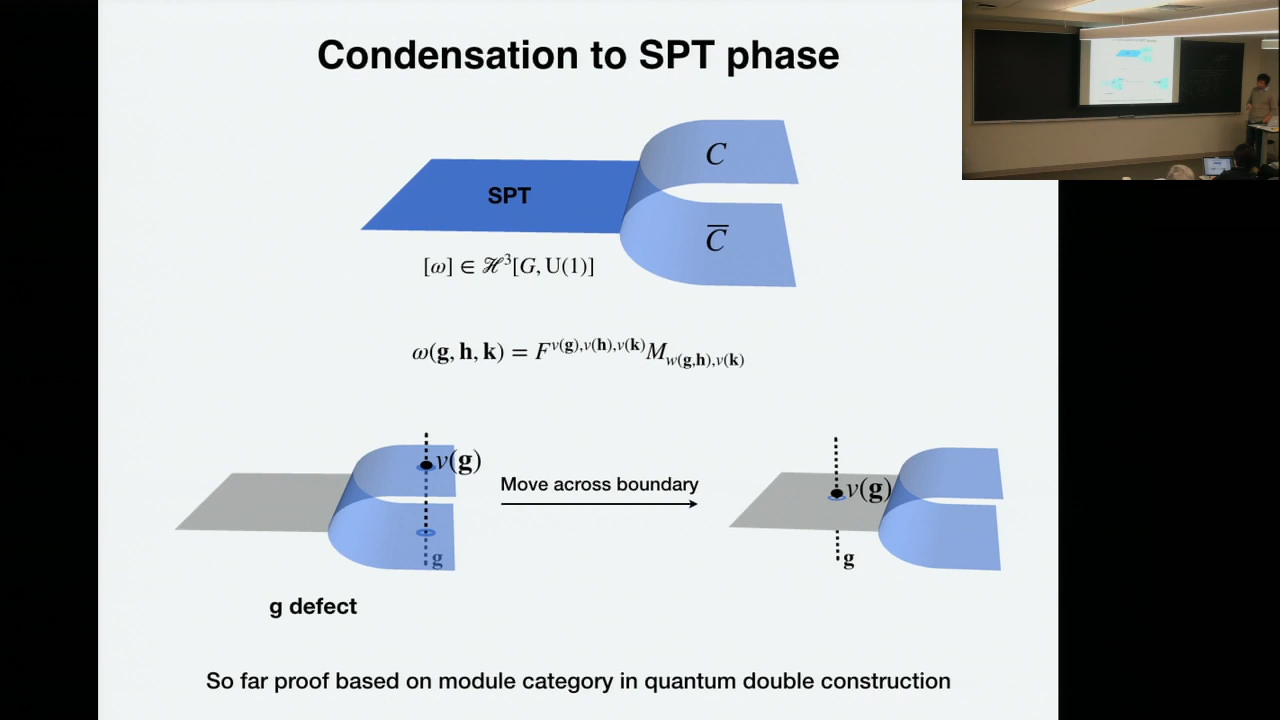 Condensation to SPT phase
C
SPT
C̅
[ω] ∈ ℋ³[G, U(1)]
ω(g, h, k) = F^{v(g),v(h),v(k)} M_{w(g,h),v(k)}
v(g)
Move across boundary
v(g)
g
g
g defect
So far proof based on module category in quantum double construction